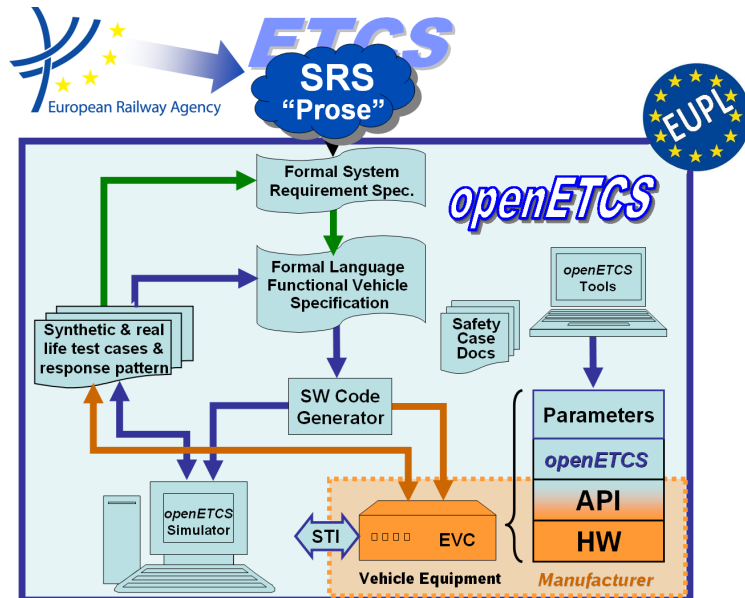 ETCS
European Railway Agency
SRS
“Prose”
EUPL
Formal System
Requirement Spec.
openETCS
Formal Language
Functional Vehicle
Specification
openETCS
Tools
Synthetic & real
life test cases &
response pattern
Safety
Case
Docs
SW Code
Generator
Parameters
openETCS
API
HW
openETCS
Simulator
STI
EVC
Vehicle Equipment
Manufacturer